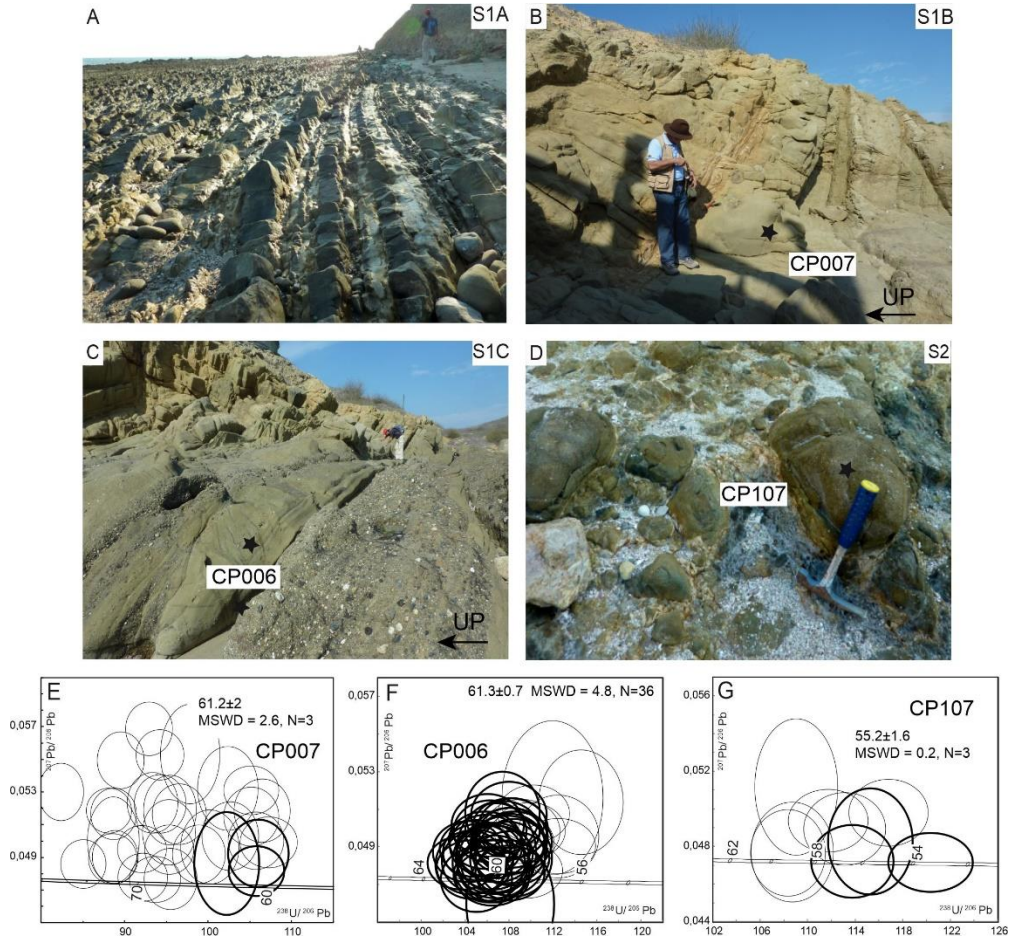 A
S1A
B
S1B
CP007
UP
C
S1C
CP006
UP
D
S2
CP107
E
61.2±2
MSWD = 2.6, N=3
CP007
0,057
0,053
0,049
²⁰⁷Pb/²⁰⁶Pb
70
60
90
100
110
²³⁸U/²⁰⁶Pb
F
61.3±0.7 MSWD = 4.8, N=36
CP006
0,057
0,053
0,049
²⁰⁷Pb/²⁰⁶Pb
64
60
56
100
104
108
112
116
120
²³⁸U/²⁰⁶Pb
G
CP107
55.2±1.6
MSWD = 0.2, N=3
0,056
0,052
0,048
0,044
²⁰⁷Pb/²⁰⁶Pb
62
58
54
102
106
110
114
118
122
126
²³⁸U/²⁰⁶Pb